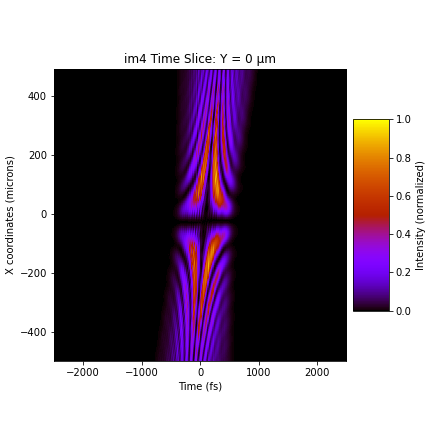 im4 Time Slice: Y = 0 μm
400
200
0
−200
−400
X coordinates (microns)
−2000 −1000 0 1000 2000
Time (fs)
1.0
0.8
0.6
0.4
0.2
0.0
Intensity (normalized)